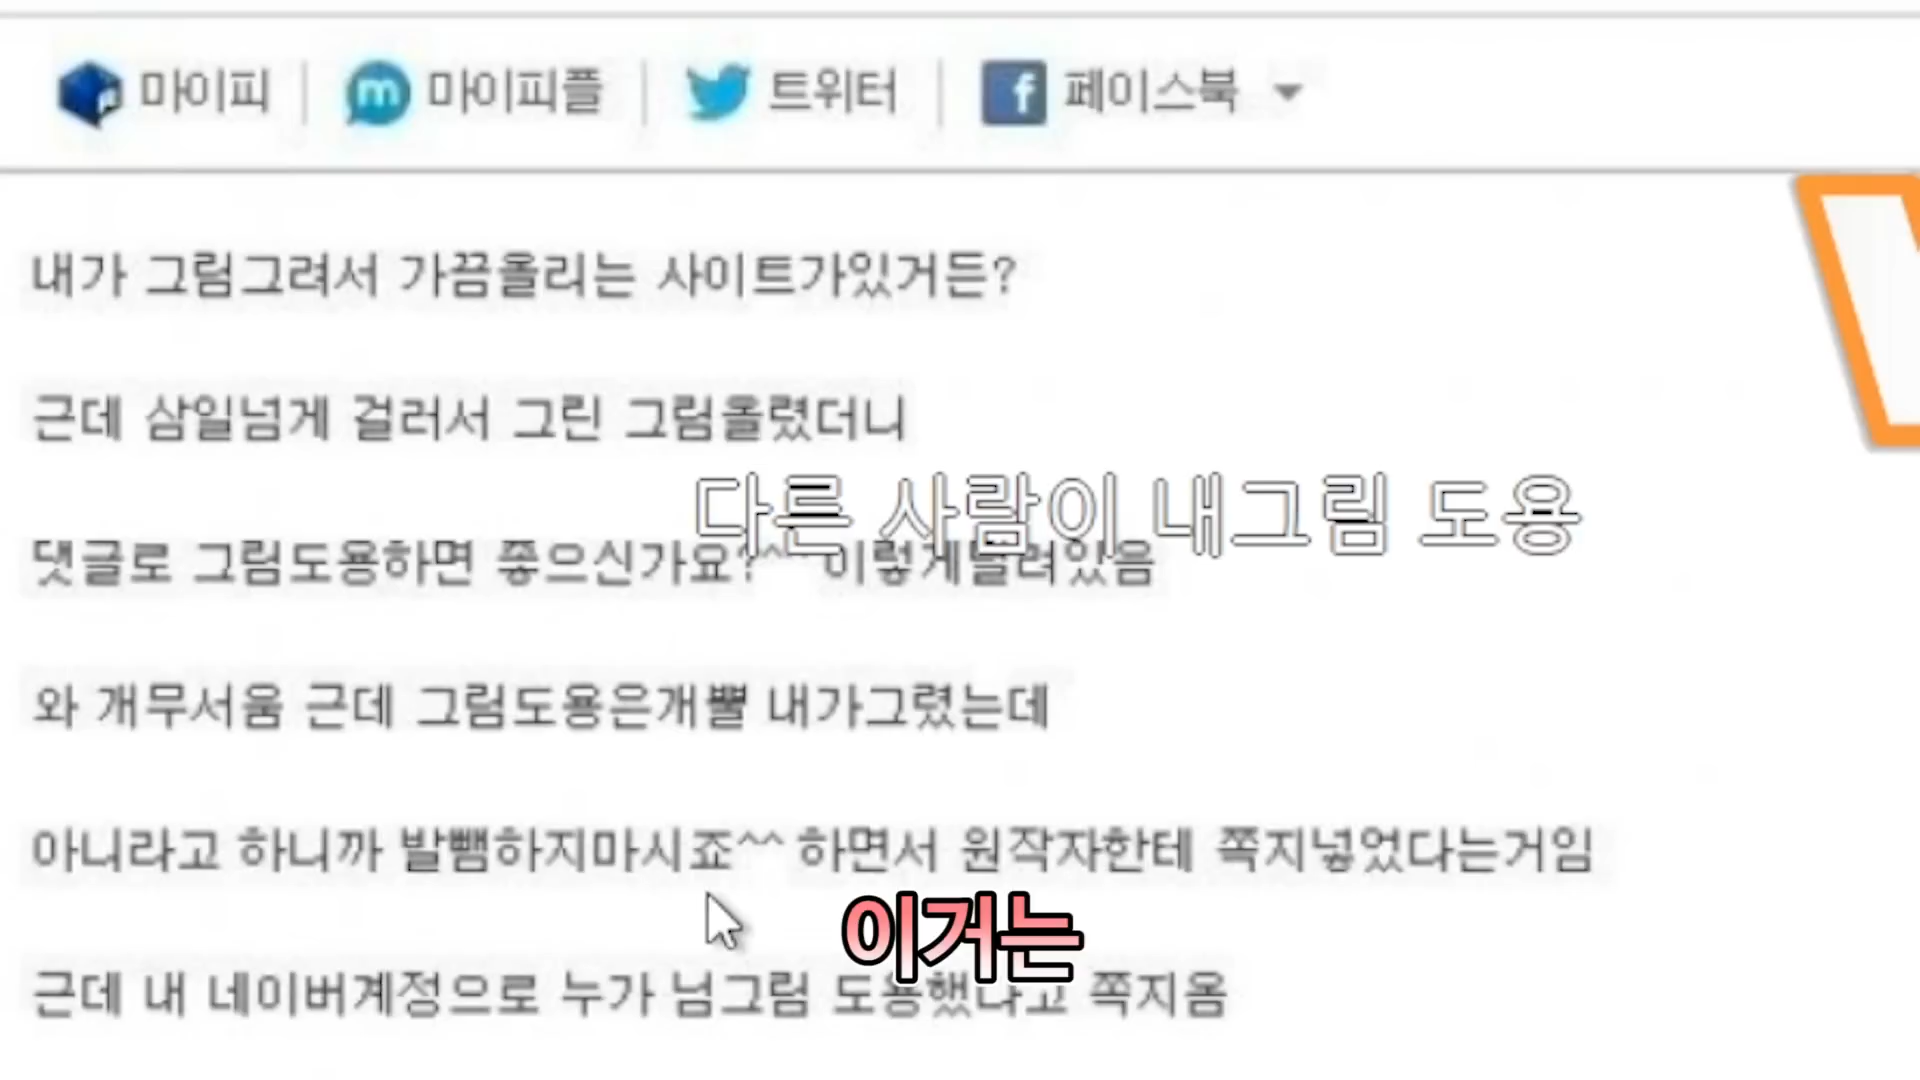 마이피 마이피플 트위터 페이스북
내가 그림그려서 가끔올리는 사이트가있거든?
근데 삼일넘게 걸려서 그린 그림올렸더니
다른 사람이 내그림 도용
댓글로 그림도용하면 좋으신가요?^^ 이렇게달려있음
와 개무서움 근데 그림도용은개뿔 내가그렸는데
아니라고 하니까 발뺌하지마시죠^^ 하면서 원작자한테 쪽지넣었다는거임
이거는
근데 내 네이버계정으로 누가 님그림 도용했다고 쪽지옴